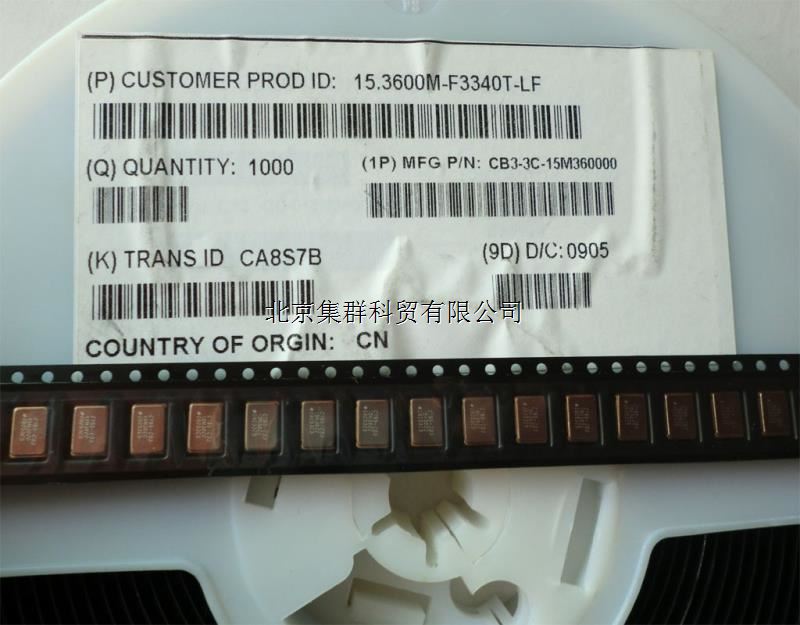 (P) CUSTOMER PROD ID: 15.3600M-F3340T-LF
(Q) QUANTITY: 1000
(1P) MFG P/N: CB3-3C-15M360000
(K) TRANS ID CA8S7B
(9D) D/C:0905
北京集群科贸有限公司
COUNTRY OF ORGIN: CN